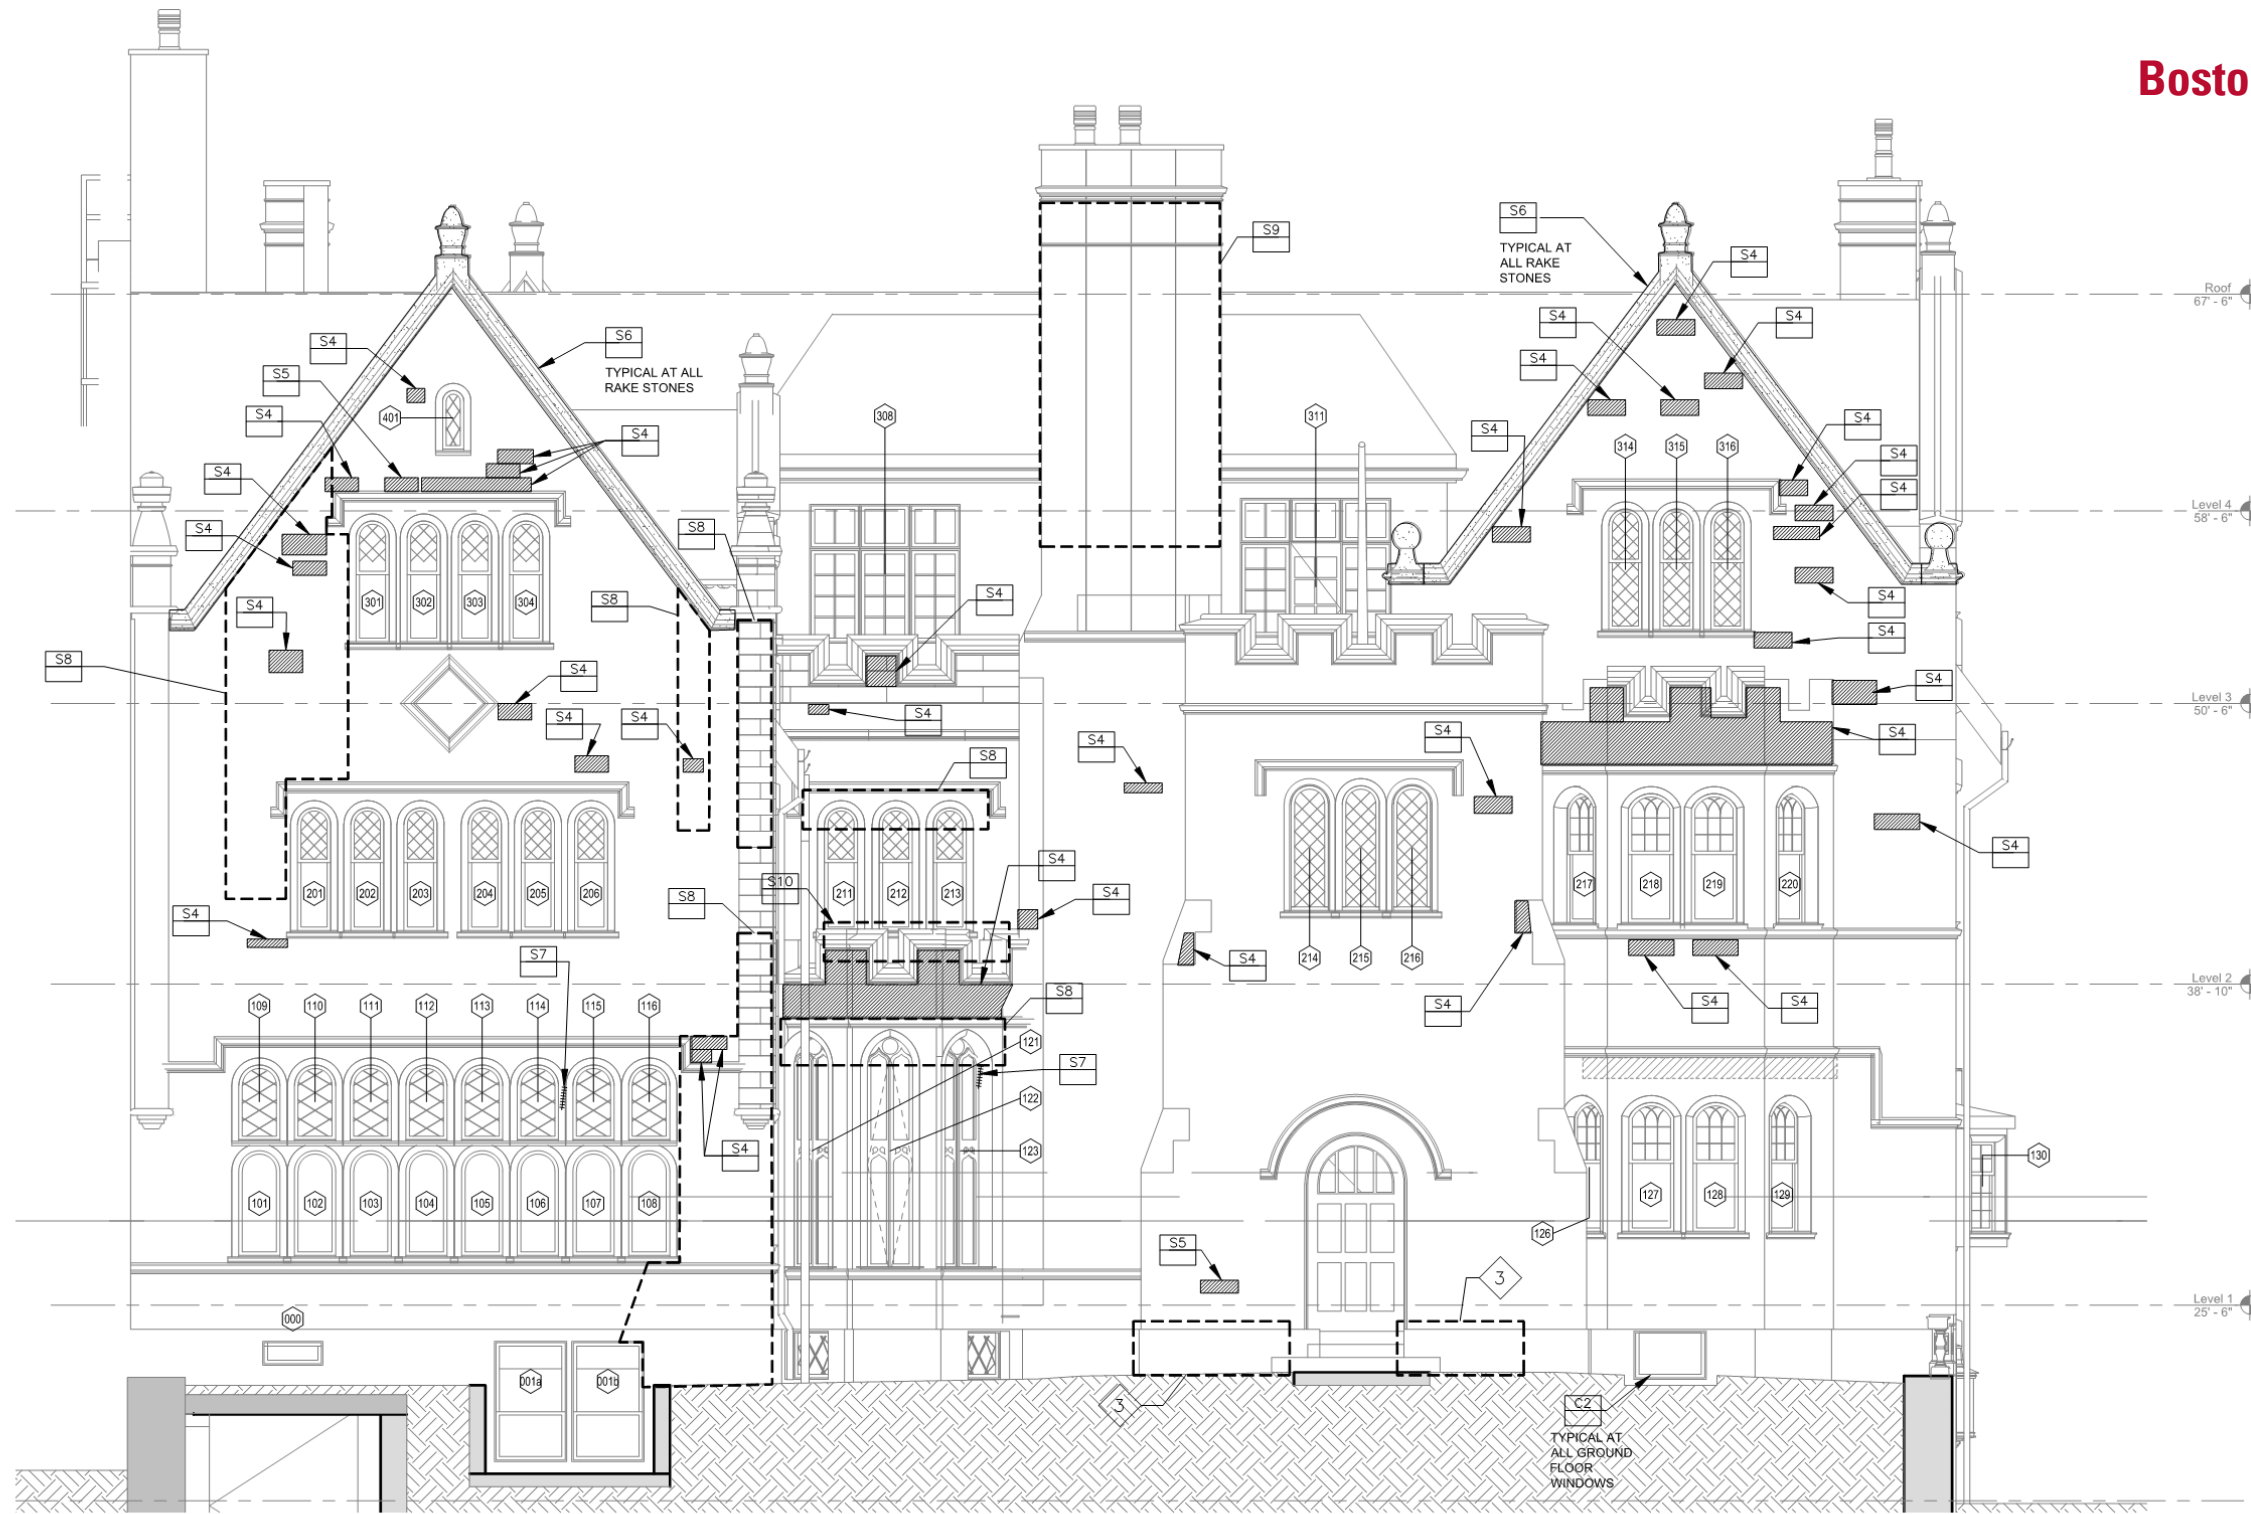 Bosto
S6
S9
TYPICAL AT
ALL RAKE
STONES
S4
Roof
67' - 6"
S4
S6
TYPICAL AT ALL
RAKE STONES
S4
S4
S5
S4
401
308
311
S4
S4
S4
S4
314
315
316
S4
S4
S4
S4
Level 4
58' - 6"
S4
S8
301
302
303
304
S4
S8
S4
S4
S4
S8
S4
S4
Level 3
50' - 6"
S4
S4
S4
S4
S4
S4
S8
S4
S4
201
202
203
204
205
206
S10
211
212
213
S4
217
218
219
220
S4
S8
S4
S7
S4
214
215
216
Level 2
38' - 10"
S8
S4
S4
S4
109
110
111
112
113
114
115
116
121
S7
122
S4
123
130
101
102
103
104
105
106
107
108
127
128
129
126
S5
3
Level 1
25' - 6"
000
001a
001b
3
C2
TYPICAL AT
ALL GROUND
FLOOR
WINDOWS